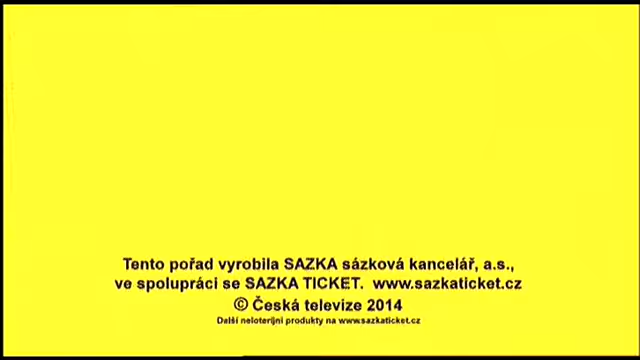 Tento pořad vyrobila SAZKA sázková kancelář, a.s.,
ve spolupráci se SAZKA TICKET. www.sazkaticket.cz
© Česká televize 2014
Další neloterijní produkty na www.sazkaticket.cz